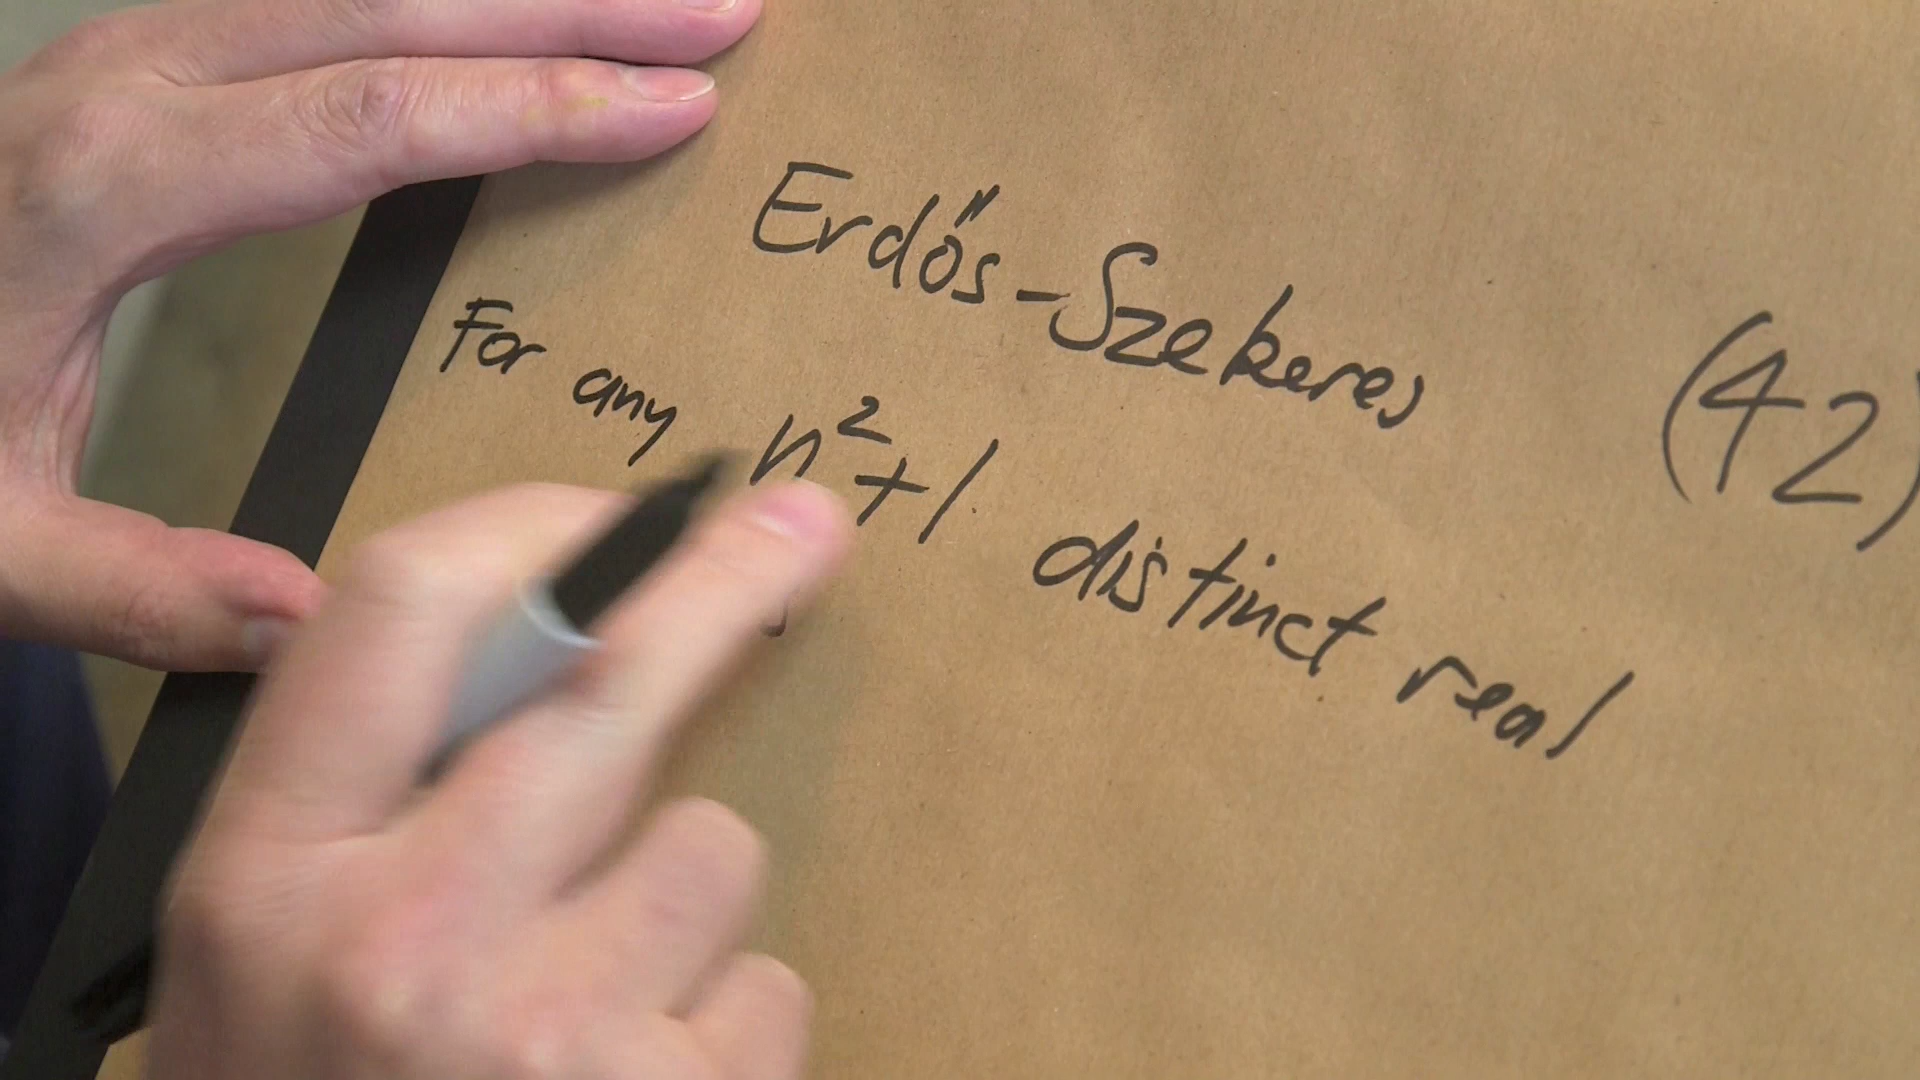 Erdős-Szekeres (42)
For any n²+1 distinct real